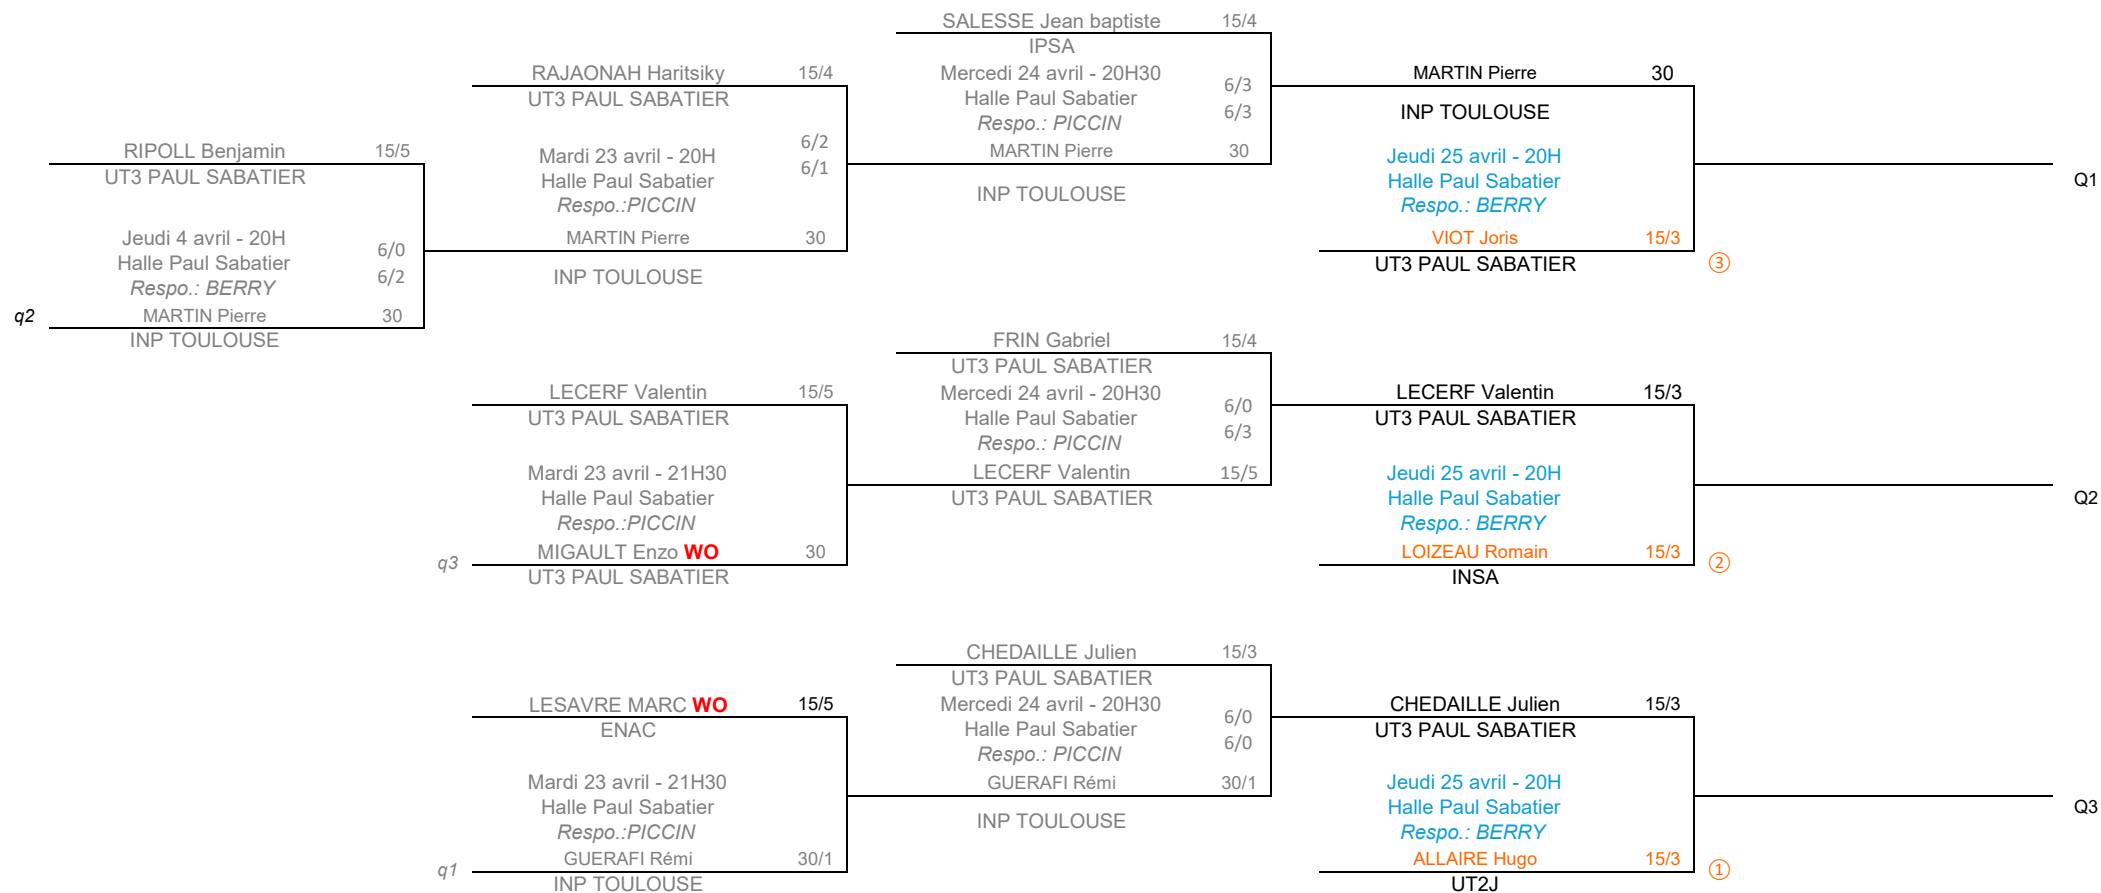 SALESSE Jean baptiste 15/4
IPSA
Mercedi 24 avril - 20H30
Halle Paul Sabatier
Respo.: PICCIN
6/3
6/3
MARTIN Pierre 30
INP TOULOUSE
RAJAONAH Haritsiky 15/4
UT3 PAUL SABATIER
Mardi 23 avril - 20H
Halle Paul Sabatier
Respo.:PICCIN
6/2
6/1
MARTIN Pierre 30
INP TOULOUSE
RIPOLL Benjamin 15/5
UT3 PAUL SABATIER
Jeudi 4 avril - 20H
Halle Paul Sabatier
Respo.: BERRY
6/0
6/2
q2 MARTIN Pierre 30
INP TOULOUSE
MARTIN Pierre 30
INP TOULOUSE
Jeudi 25 avril - 20H
Halle Paul Sabatier
Respo.: BERRY
VIOT Joris 15/3
UT3 PAUL SABATIER
③
Q1
FRIN Gabriel 15/4
UT3 PAUL SABATIER
Mercedi 24 avril - 20H30
Halle Paul Sabatier
Respo.: PICCIN
6/0
6/3
LECERF Valentin 15/5
UT3 PAUL SABATIER
LECERF Valentin 15/5
UT3 PAUL SABATIER
Mardi 23 avril - 21H30
Halle Paul Sabatier
Respo.:PICCIN
q3 MIGAULT Enzo WO 30
UT3 PAUL SABATIER
LECERF Valentin 15/3
UT3 PAUL SABATIER
Jeudi 25 avril - 20H
Halle Paul Sabatier
Respo.: BERRY
LOIZEAU Romain 15/3
INSA
②
Q2
CHEDAILLE Julien 15/3
UT3 PAUL SABATIER
Mercedi 24 avril - 20H30
Halle Paul Sabatier
Respo.: PICCIN
6/0
6/0
GUERAFI Rémi 30/1
INP TOULOUSE
LESAVRE MARC WO 15/5
ENAC
Mardi 23 avril - 21H30
Halle Paul Sabatier
Respo.:PICCIN
q1 GUERAFI Rémi 30/1
INP TOULOUSE
CHEDAILLE Julien 15/3
UT3 PAUL SABATIER
Jeudi 25 avril - 20H
Halle Paul Sabatier
Respo.: BERRY
ALLAIRE Hugo 15/3
UT2J
①
Q3